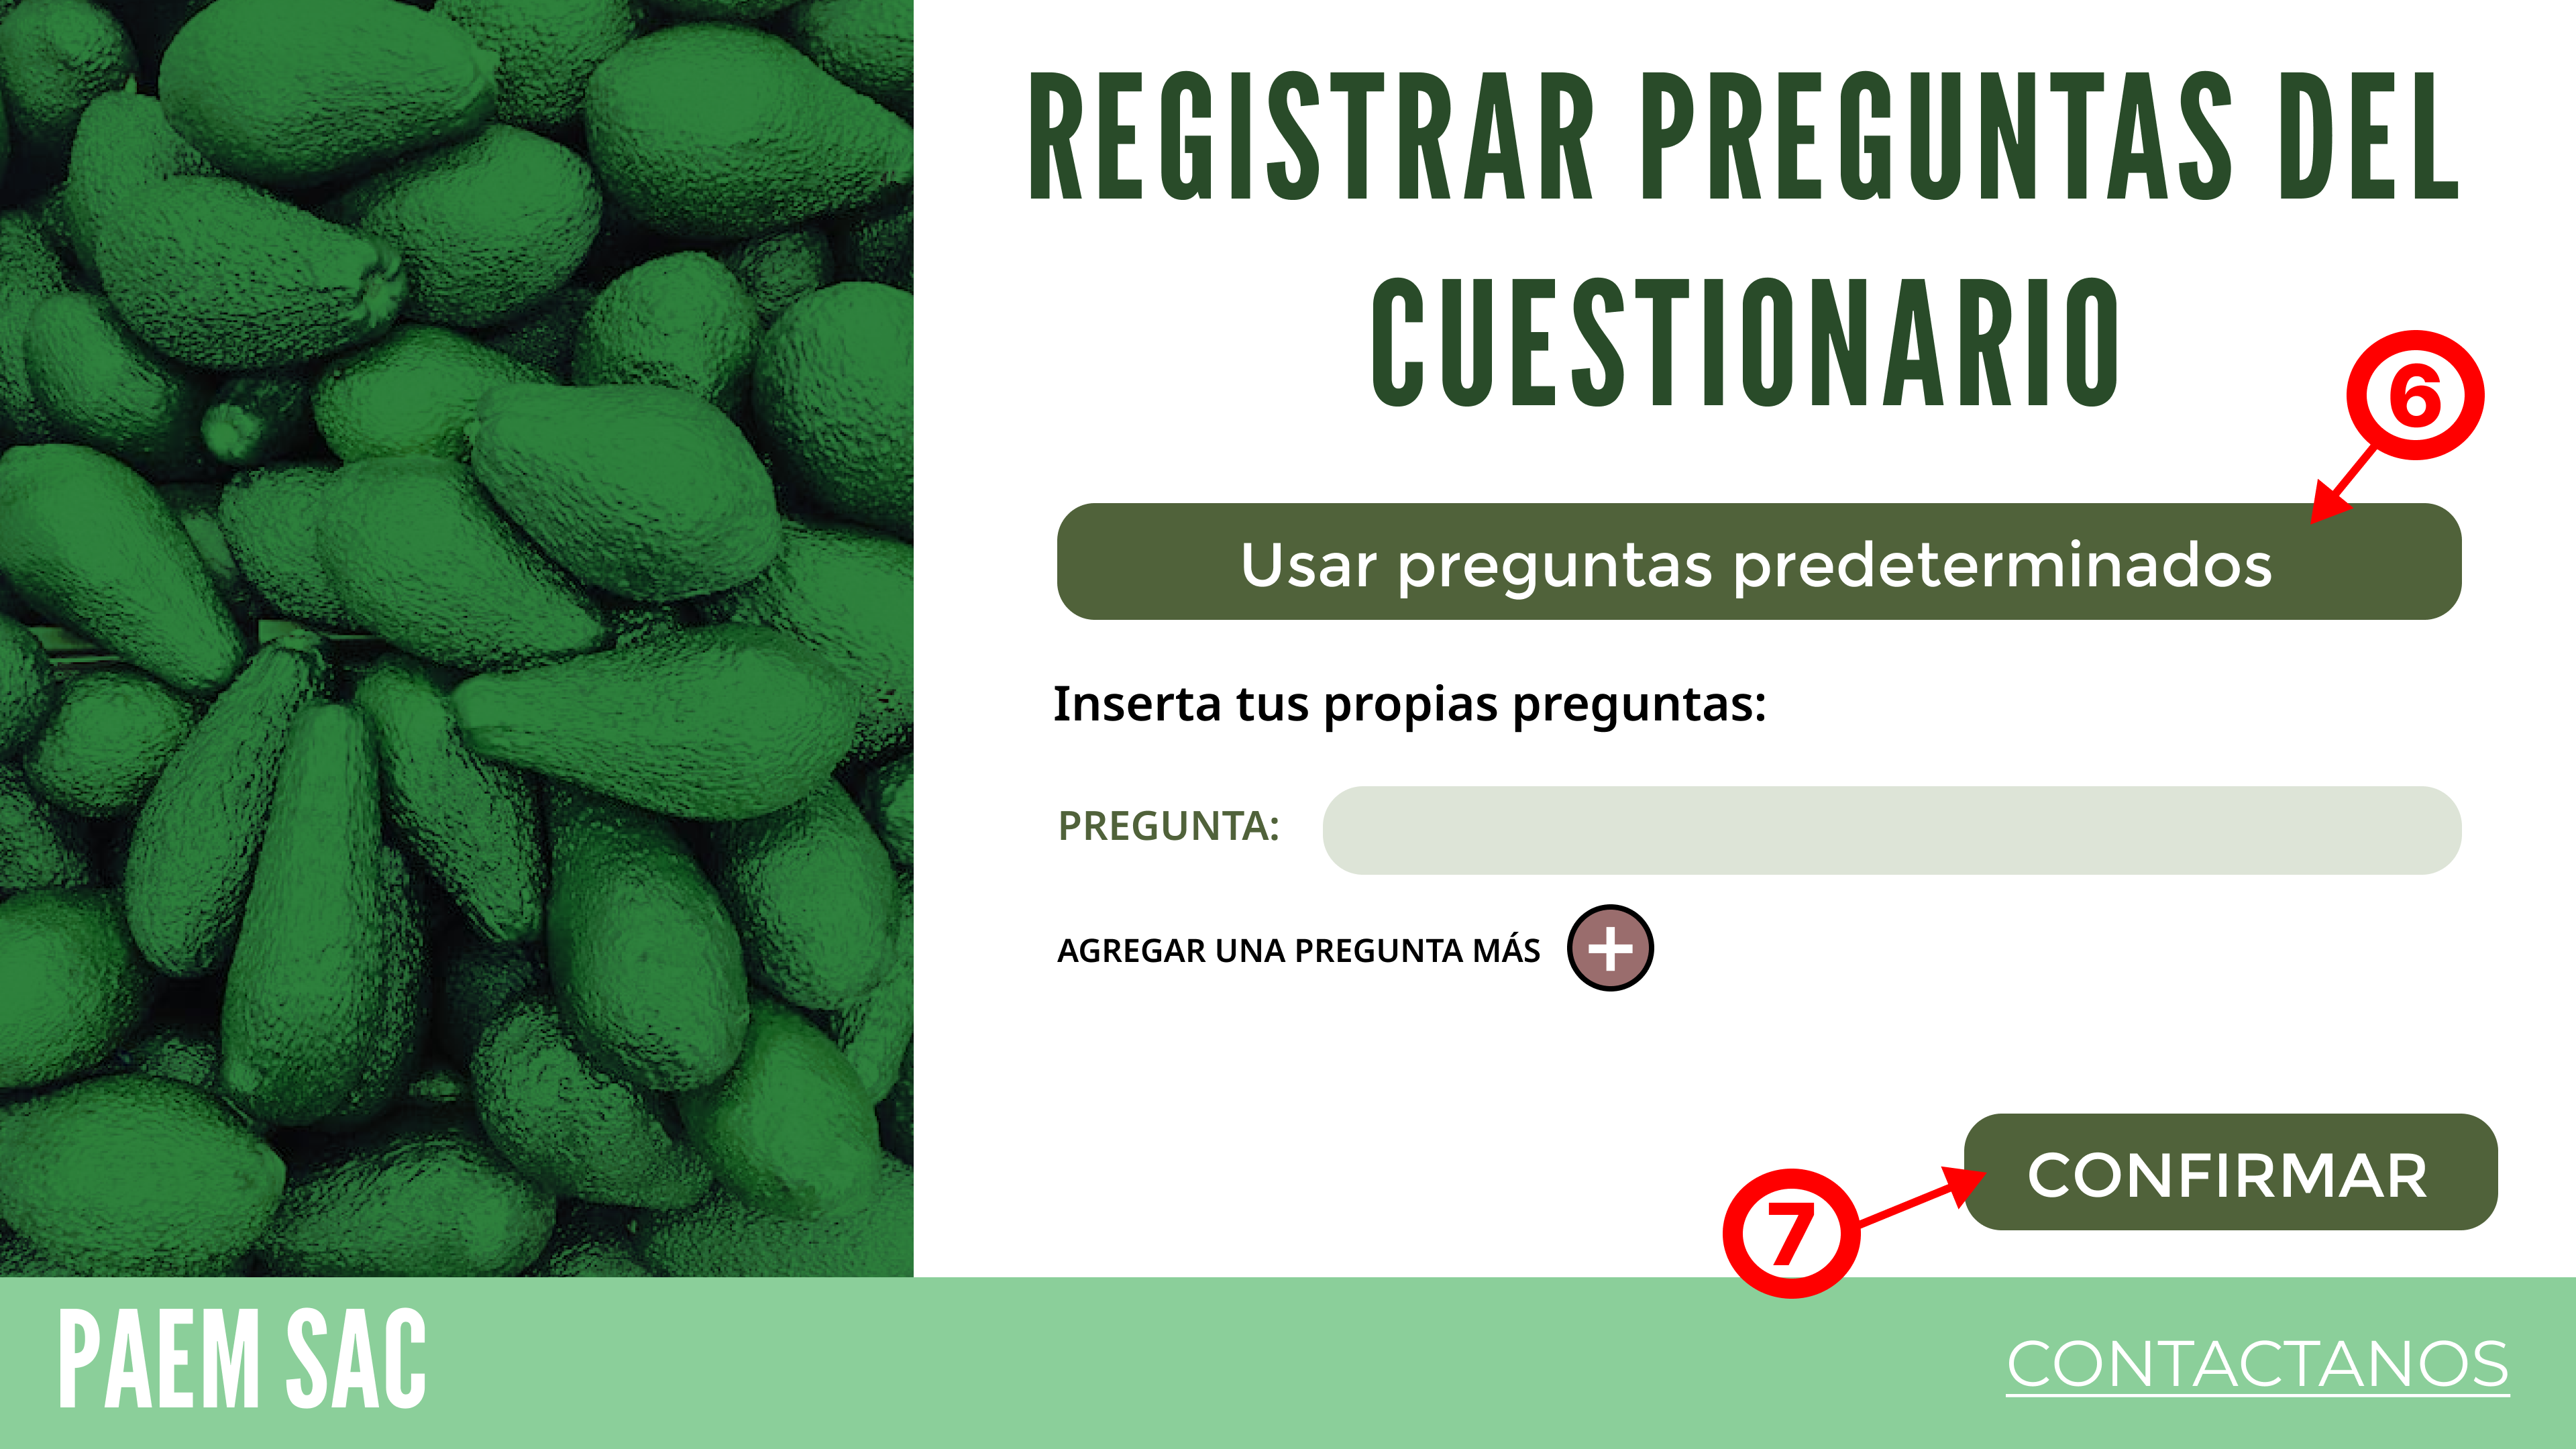 REGISTRAR PREGUNTAS DEL
CUESTIONARIO
6
Usar preguntas predeterminados
Inserta tus propias preguntas:
PREGUNTA:
AGREGAR UNA PREGUNTA MÁS +
CONFIRMAR
7
PAEM SAC
CONTACTANOS